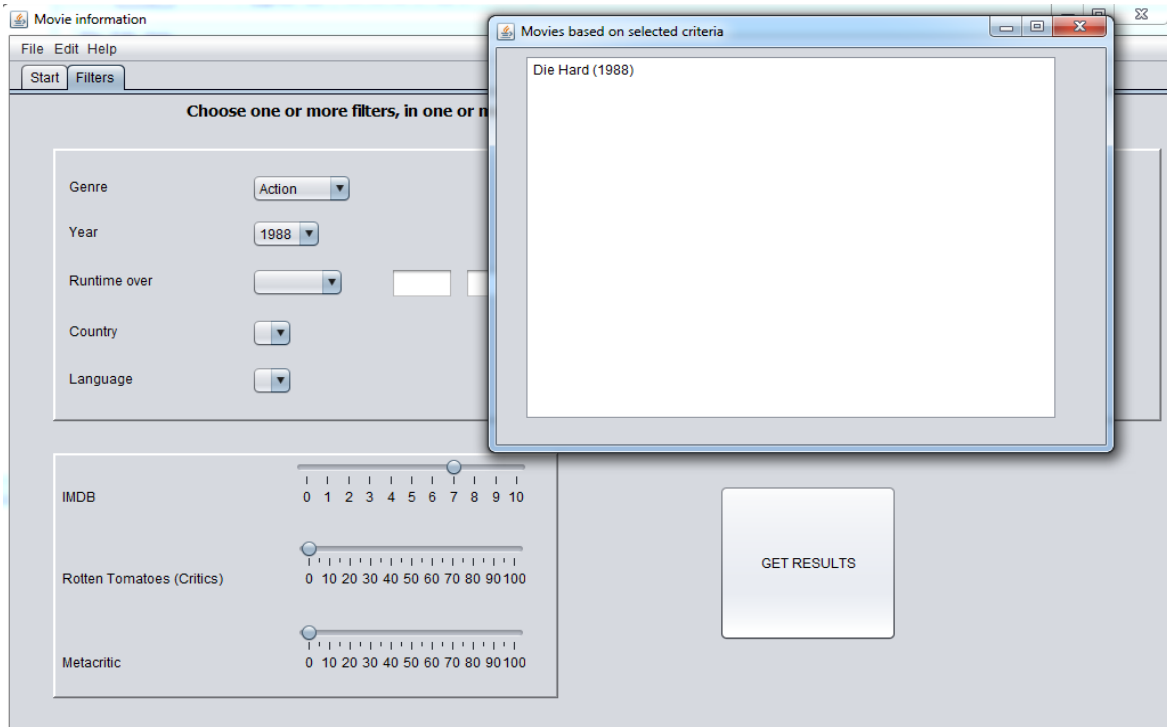 Movie information
File Edit Help
Start Filters
Choose one or more filters, in one or
Genre Action
Year 1988
Runtime over
Country
Language
IMDB
0 1 2 3 4 5 6 7 8 9 10
Rotten Tomatoes (Critics)
0 10 20 30 40 50 60 70 80 90 100
Metacritic
0 10 20 30 40 50 60 70 80 90 100
GET RESULTS
Movies based on selected criteria
Die Hard (1988)